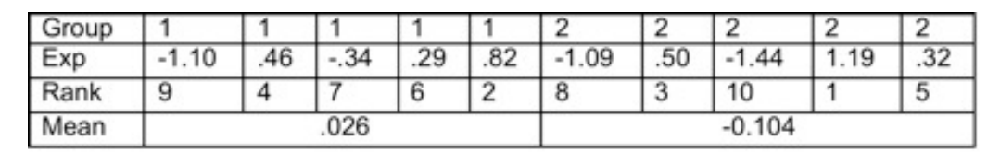 Group 1 1 1 1 1 2 2 2 2 2
Exp -1.10 .46 -.34 .29 .82 -1.09 .50 -1.44 1.19 .32
Rank 9 4 7 6 2 8 3 10 1 5
Mean .026 -0.104